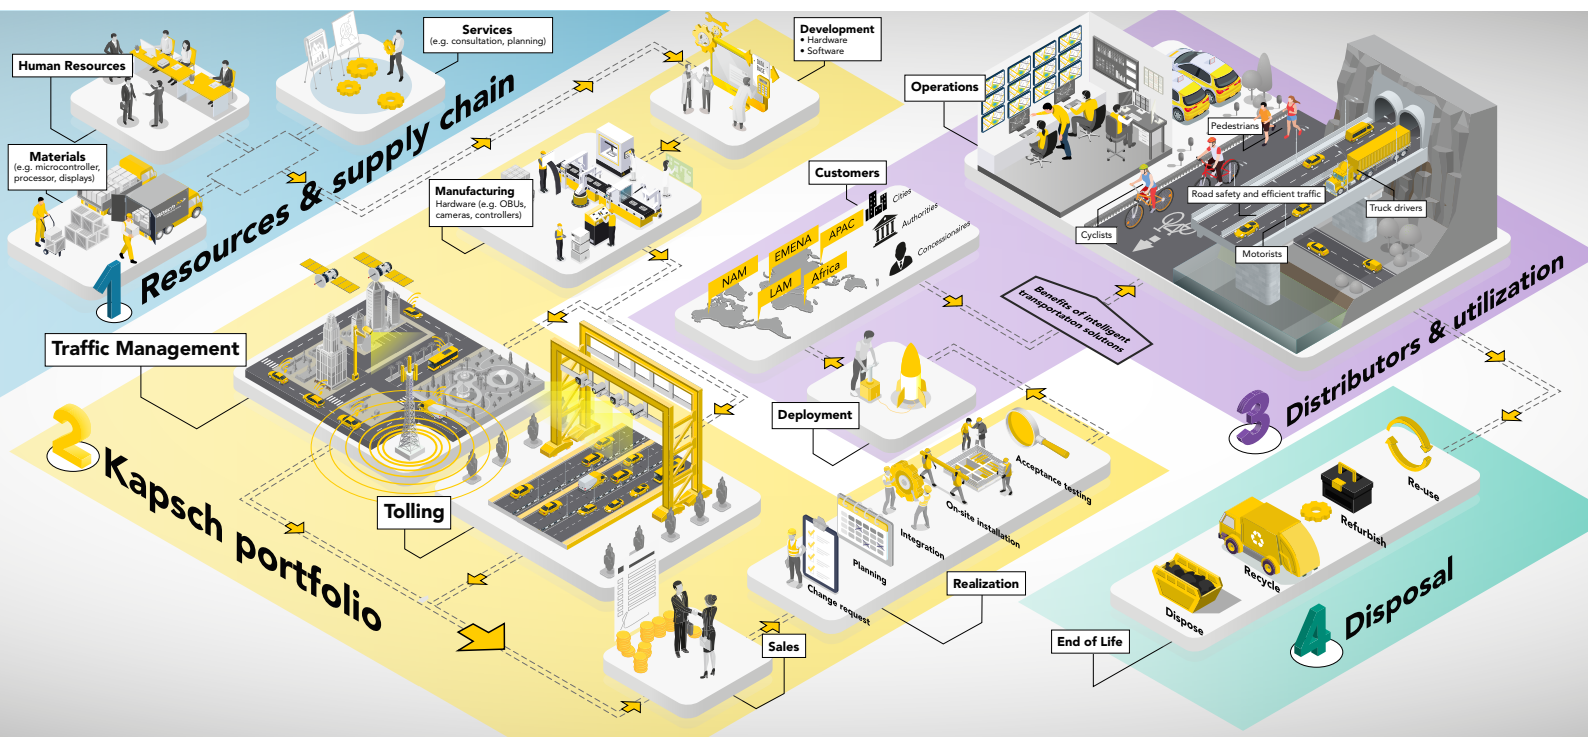 Human Resources
Services
(e.g. consultation, planning)
Materials
(e.g. microcontroller,
processor, displays)
1
Resources & supply chain
Development
• Hardware
• Software
Manufacturing
Hardware (e.g. OBUs,
cameras, controllers)
Traffic Management
Tolling
2
Kapsch portfolio
Sales
Realization
Change request
Planning
Integration
On-site installation
Acceptance testing
Deployment
Customers
NAM
EMENA
APAC
LAM
Africa
Cities
Authorities
Concessionaires
Benefits of intelligent
transportation solutions
Operations
Pedestrians
Road safety and efficient traffic
Truck drivers
Cyclists
Motorists
3
Distributors & utilization
End of Life
Dispose
Recycle
Refurbish
Re-use
4
Disposal